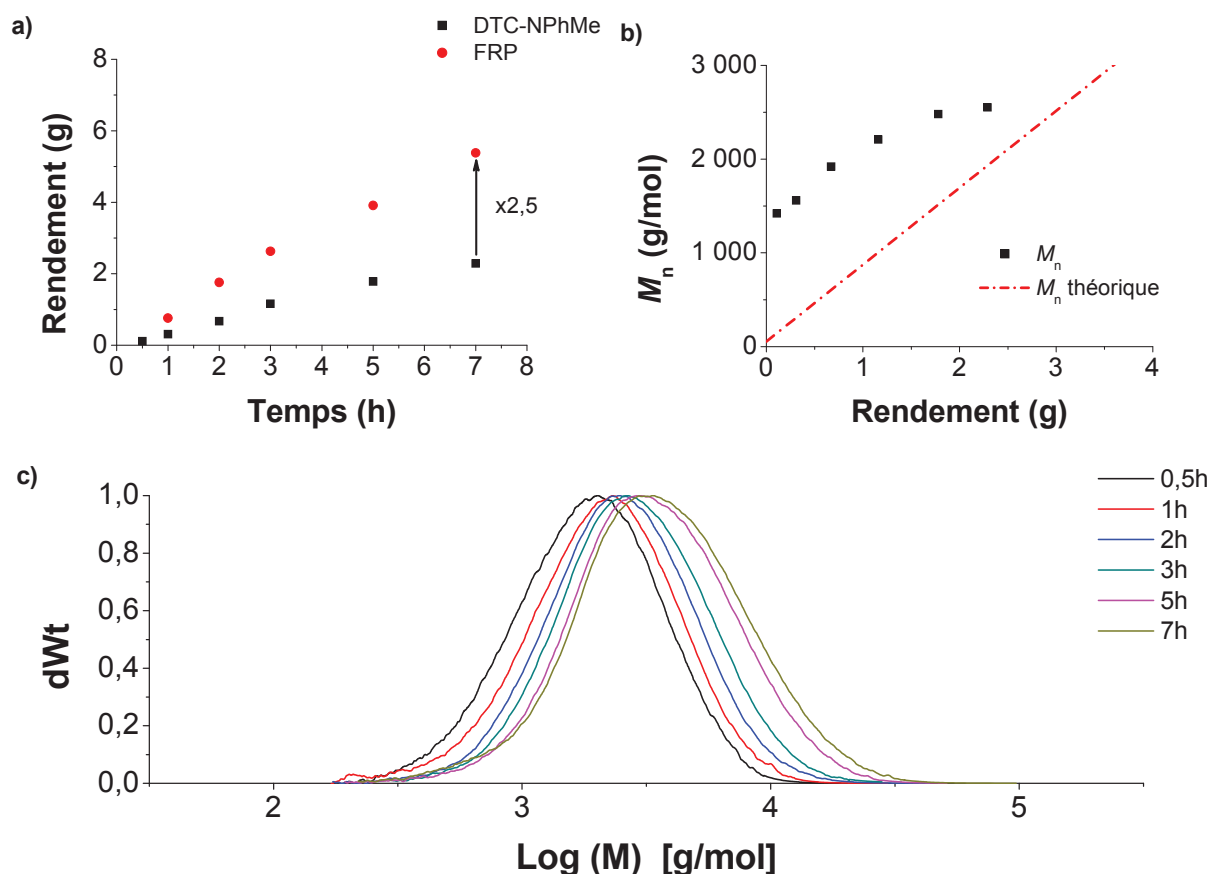 a)
DTC-NPhMe
FRP
8
6
4
2
0
Rendement (g)
x2,5
0 1 2 3 4 5 6 7 8
Temps (h)
b)
3 000
2 000
1 000
0
Mn (g/mol)
Mn
Mn théorique
0 1 2 3 4
Rendement (g)
c)
1,0
0,8
0,6
0,4
0,2
0,0
dWt
0,5h
1h
2h
3h
5h
7h
2 3 4 5
Log (M) [g/mol]